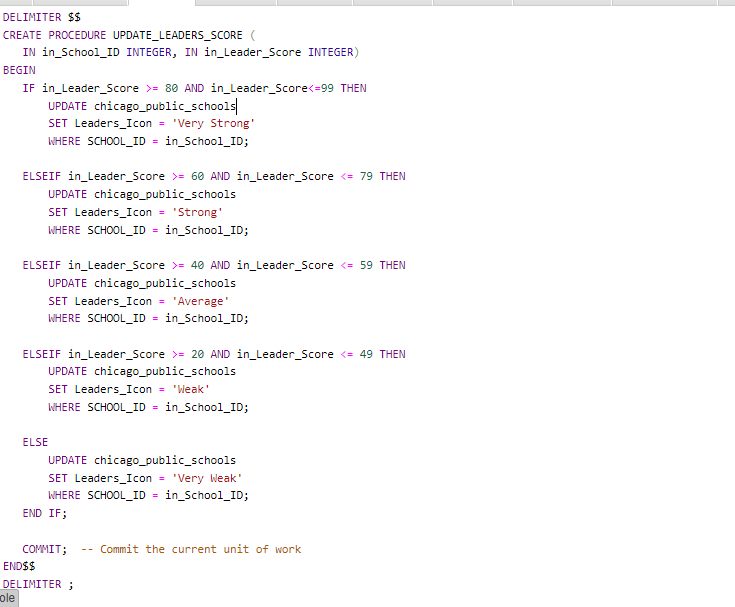 DELIMITER $$
CREATE PROCEDURE UPDATE_LEADERS_SCORE (
   IN in_School_ID INTEGER, IN in_Leader_Score INTEGER)
BEGIN
   IF in_Leader_Score >= 80 AND in_Leader_Score<=99 THEN
       UPDATE chicago_public_schools
       SET Leaders_Icon = 'Very Strong'
       WHERE SCHOOL_ID = in_School_ID;
   ELSEIF in_Leader_Score >= 60 AND in_Leader_Score <= 79 THEN
       UPDATE chicago_public_schools
       SET Leaders_Icon = 'Strong'
       WHERE SCHOOL_ID = in_School_ID;
   ELSEIF in_Leader_Score >= 40 AND in_Leader_Score <= 59 THEN
       UPDATE chicago_public_schools
       SET Leaders_Icon = 'Average'
       WHERE SCHOOL_ID = in_School_ID;
   ELSEIF in_Leader_Score >= 20 AND in_Leader_Score <= 49 THEN
       UPDATE chicago_public_schools
       SET Leaders_Icon = 'Weak'
       WHERE SCHOOL_ID = in_School_ID;
   ELSE
       UPDATE chicago_public_schools
       SET Leaders_Icon = 'Very Weak'
       WHERE SCHOOL_ID = in_School_ID;
   END IF;
   COMMIT;  -- Commit the current unit of work
END$$
DELIMITER ;
ole